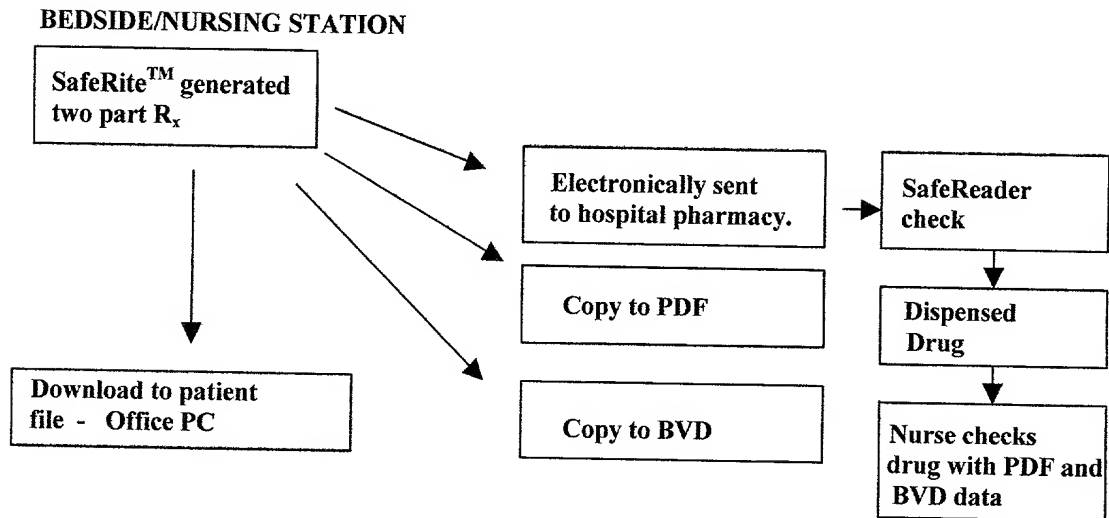 BEDSIDE/NURSING STATION
SafeRite™ generated
two part Rₓ
Electronically sent
to hospital pharmacy.
SafeReader
check
Copy to PDF
Dispensed
Drug
Download to patient
file - Office PC
Copy to BVD
Nurse checks
drug with PDF and
BVD data